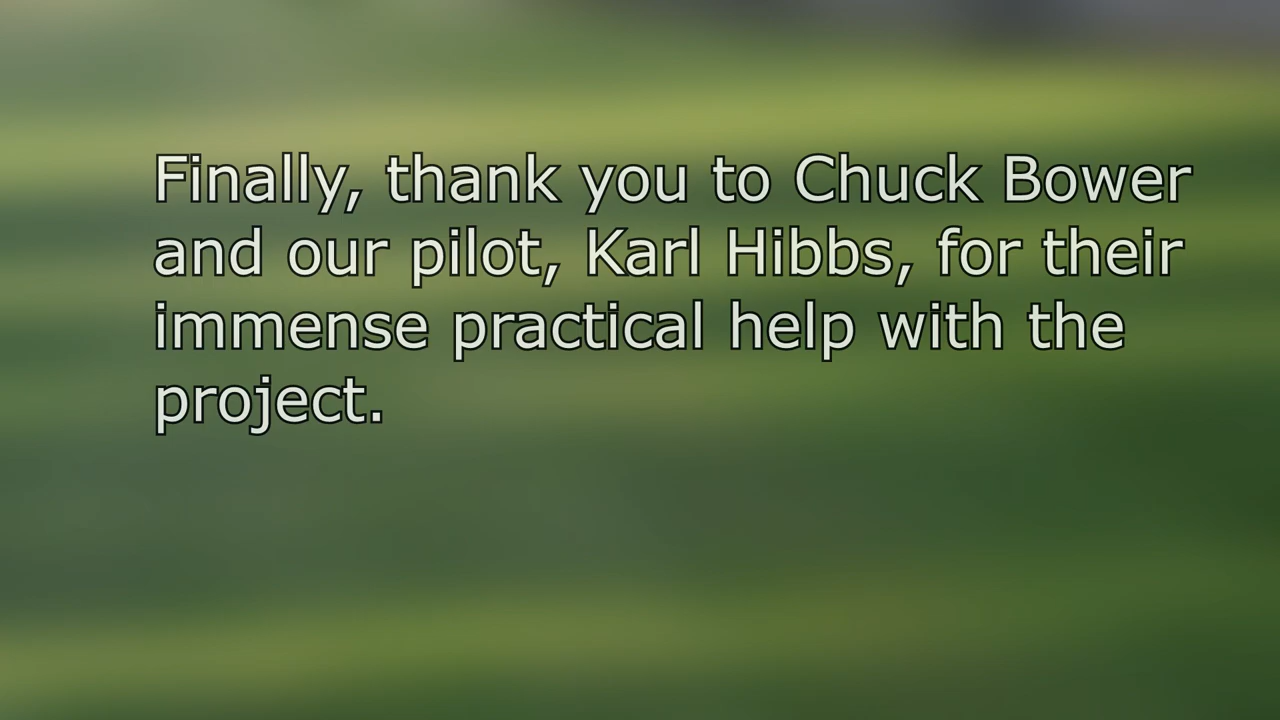 Finally, thank you to Chuck Bower
and our pilot, Karl Hibbs, for their
immense practical help with the
project.